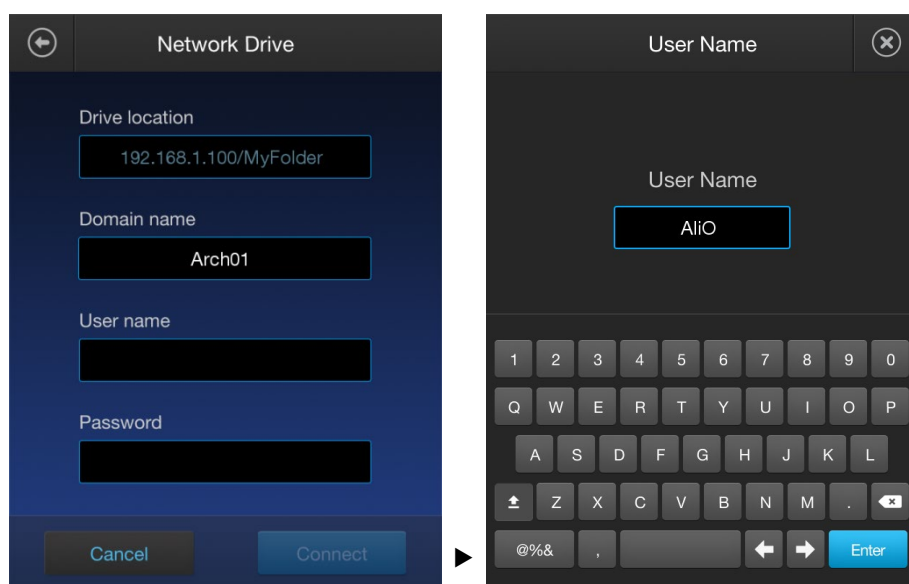 Network Drive
Drive location
192.168.1.100/MyFolder
Domain name
Arch01
User name
Password
Cancel
Connect
User Name
User Name
AliO
1 2 3 4 5 6 7 8 9 0
Q W E R T Y U I O P
A S D F G H J K L
Z X C V B N M .
@%& , Enter